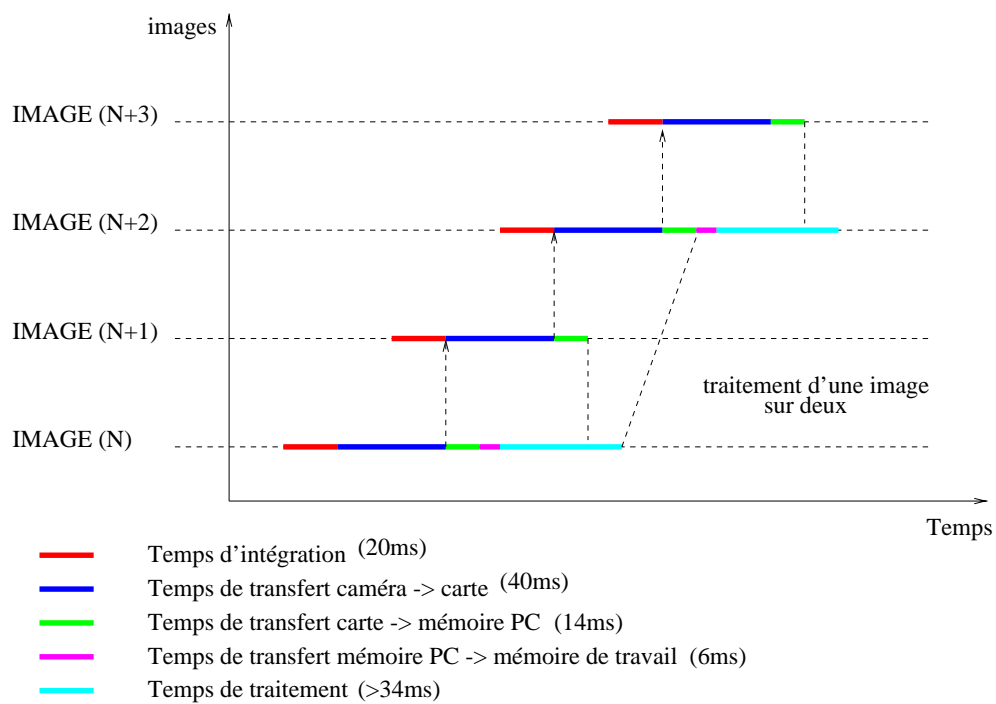 images
IMAGE (N+3)
IMAGE (N+2)
IMAGE (N+1)
traitement d'une image
sur deux
IMAGE (N)
Temps
Temps d'intégration (20ms)
Temps de transfert caméra -> carte (40ms)
Temps de transfert carte -> mémoire PC (14ms)
Temps de transfert mémoire PC -> mémoire de travail (6ms)
Temps de traitement (>34ms)